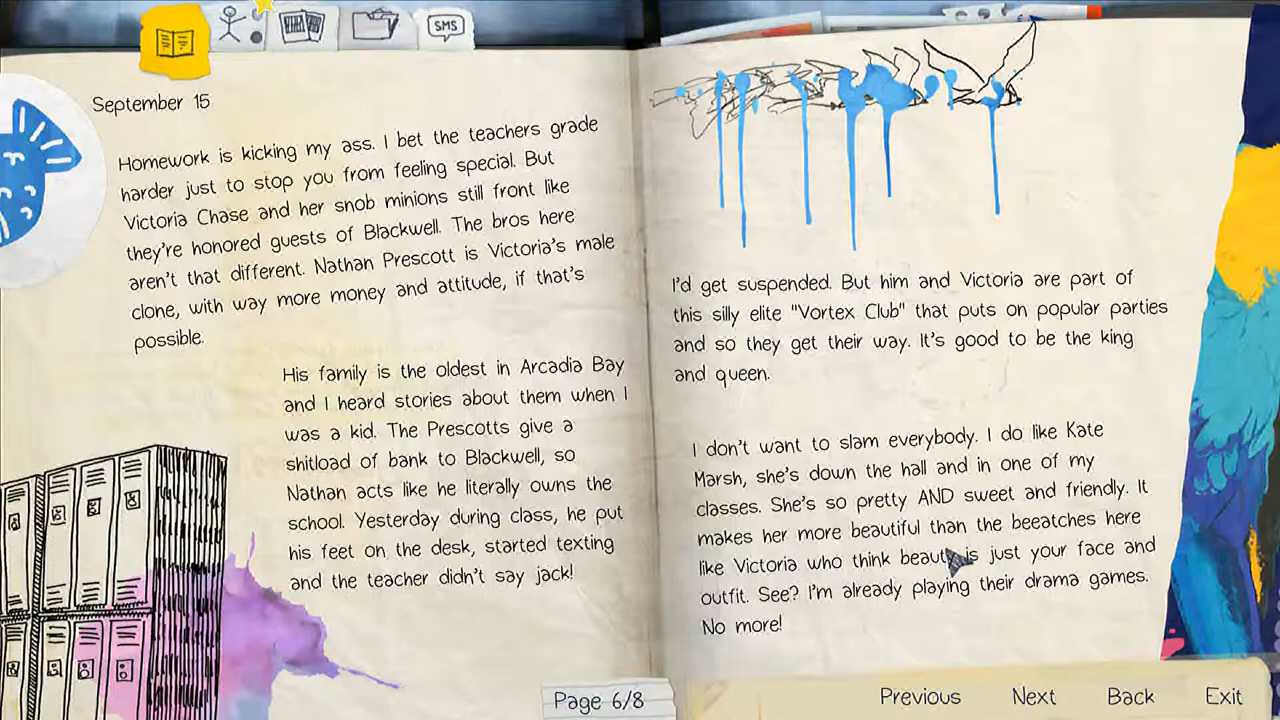 SMS
September 15
Homework is kicking my ass. I bet the teachers grade
harder just to stop you from feeling special. But
Victoria Chase and her snob minions still front like
they're honored guests of Blackwell. The bros here
aren't that different. Nathan Prescott is Victoria's male
clone, with way more money and attitude, if that's
possible.
His family is the oldest in Arcadia Bay
and I heard stories about them when I
was a kid. The Prescotts give a
shitload of bank to Blackwell, so
Nathan acts like he literally owns the
school. Yesterday during class, he put
his feet on the desk, started texting
and the teacher didn't say jack!
I'd get suspended. But him and Victoria are part of
this silly elite "Vortex Club" that puts on popular parties
and so they get their way. It's good to be the king
and queen.
I don't want to slam everybody. I do like Kate
Marsh, she's down the hall and in one of my
classes. She's so pretty AND sweet and friendly. It
makes her more beautiful than the beeatches here
like Victoria who think beauty is just your face and
outfit. See? I'm already playing their drama games.
No more!
Page 6/8
Previous Next Back Exit